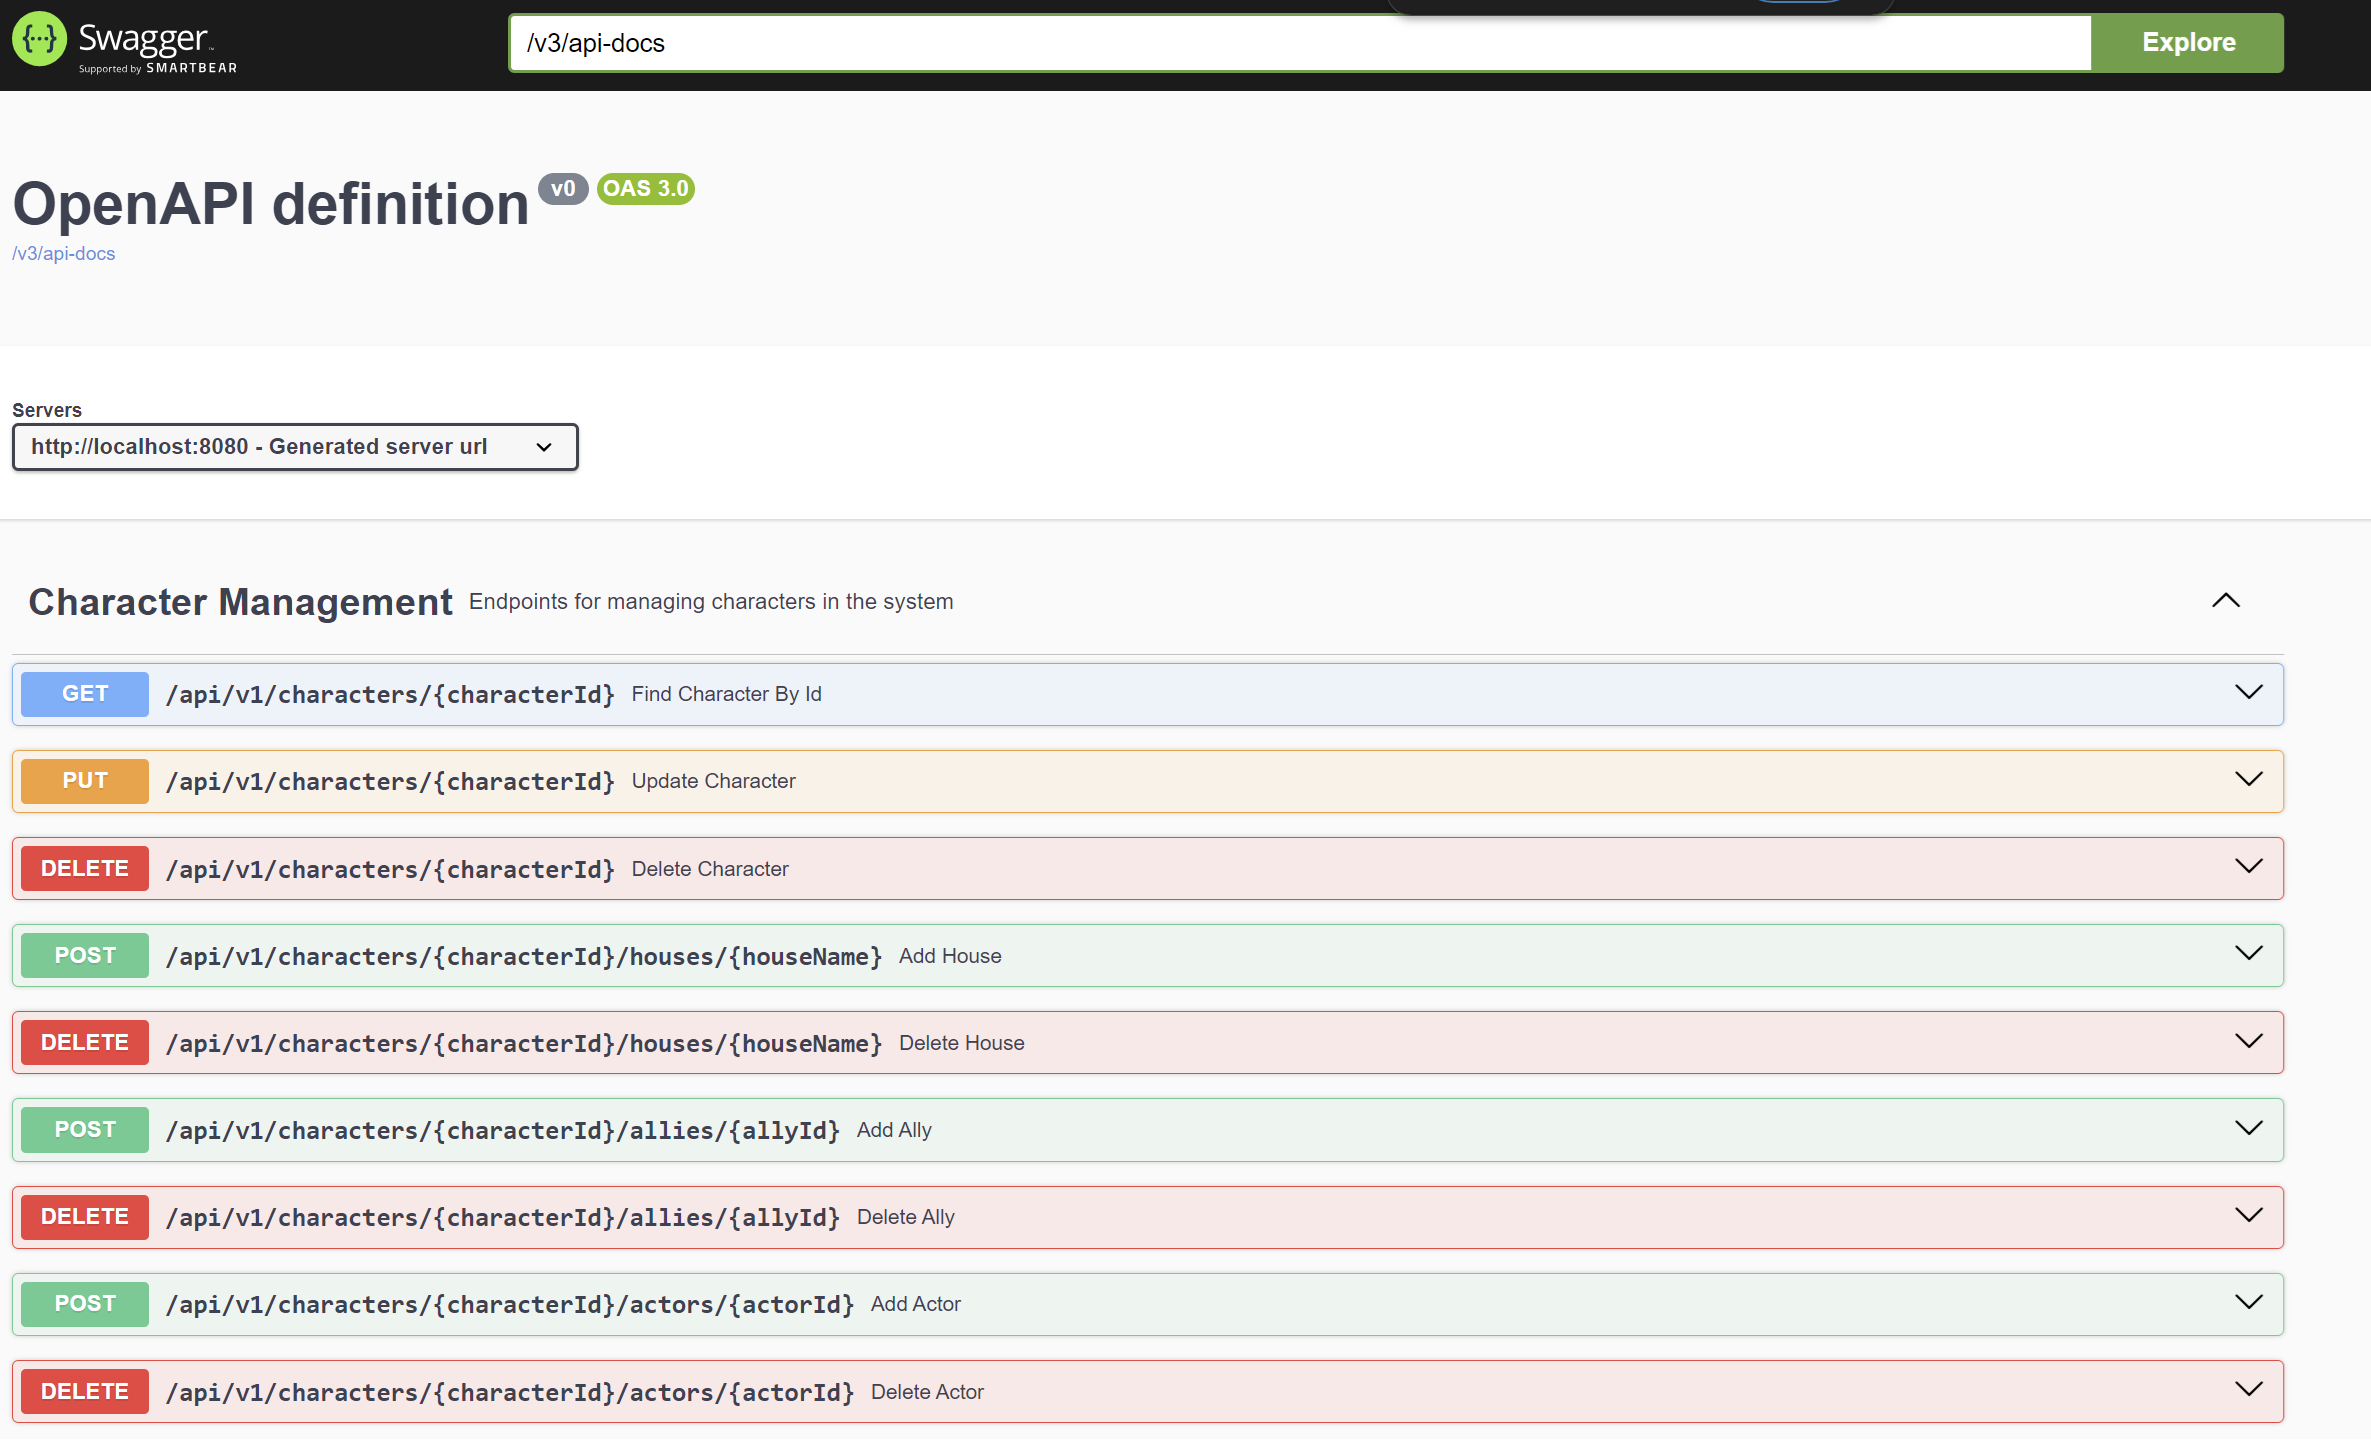 Swagger
Supported by SMARTBEAR
/v3/api-docs
Explore
OpenAPI definition v0 OAS 3.0
/v3/api-docs
Servers
http://localhost:8080 - Generated server url
Character Management Endpoints for managing characters in the system
GET /api/v1/characters/{characterId} Find Character By Id
PUT /api/v1/characters/{characterId} Update Character
DELETE /api/v1/characters/{characterId} Delete Character
POST /api/v1/characters/{characterId}/houses/{houseName} Add House
DELETE /api/v1/characters/{characterId}/houses/{houseName} Delete House
POST /api/v1/characters/{characterId}/allies/{allyId} Add Ally
DELETE /api/v1/characters/{characterId}/allies/{allyId} Delete Ally
POST /api/v1/characters/{characterId}/actors/{actorId} Add Actor
DELETE /api/v1/characters/{characterId}/actors/{actorId} Delete Actor